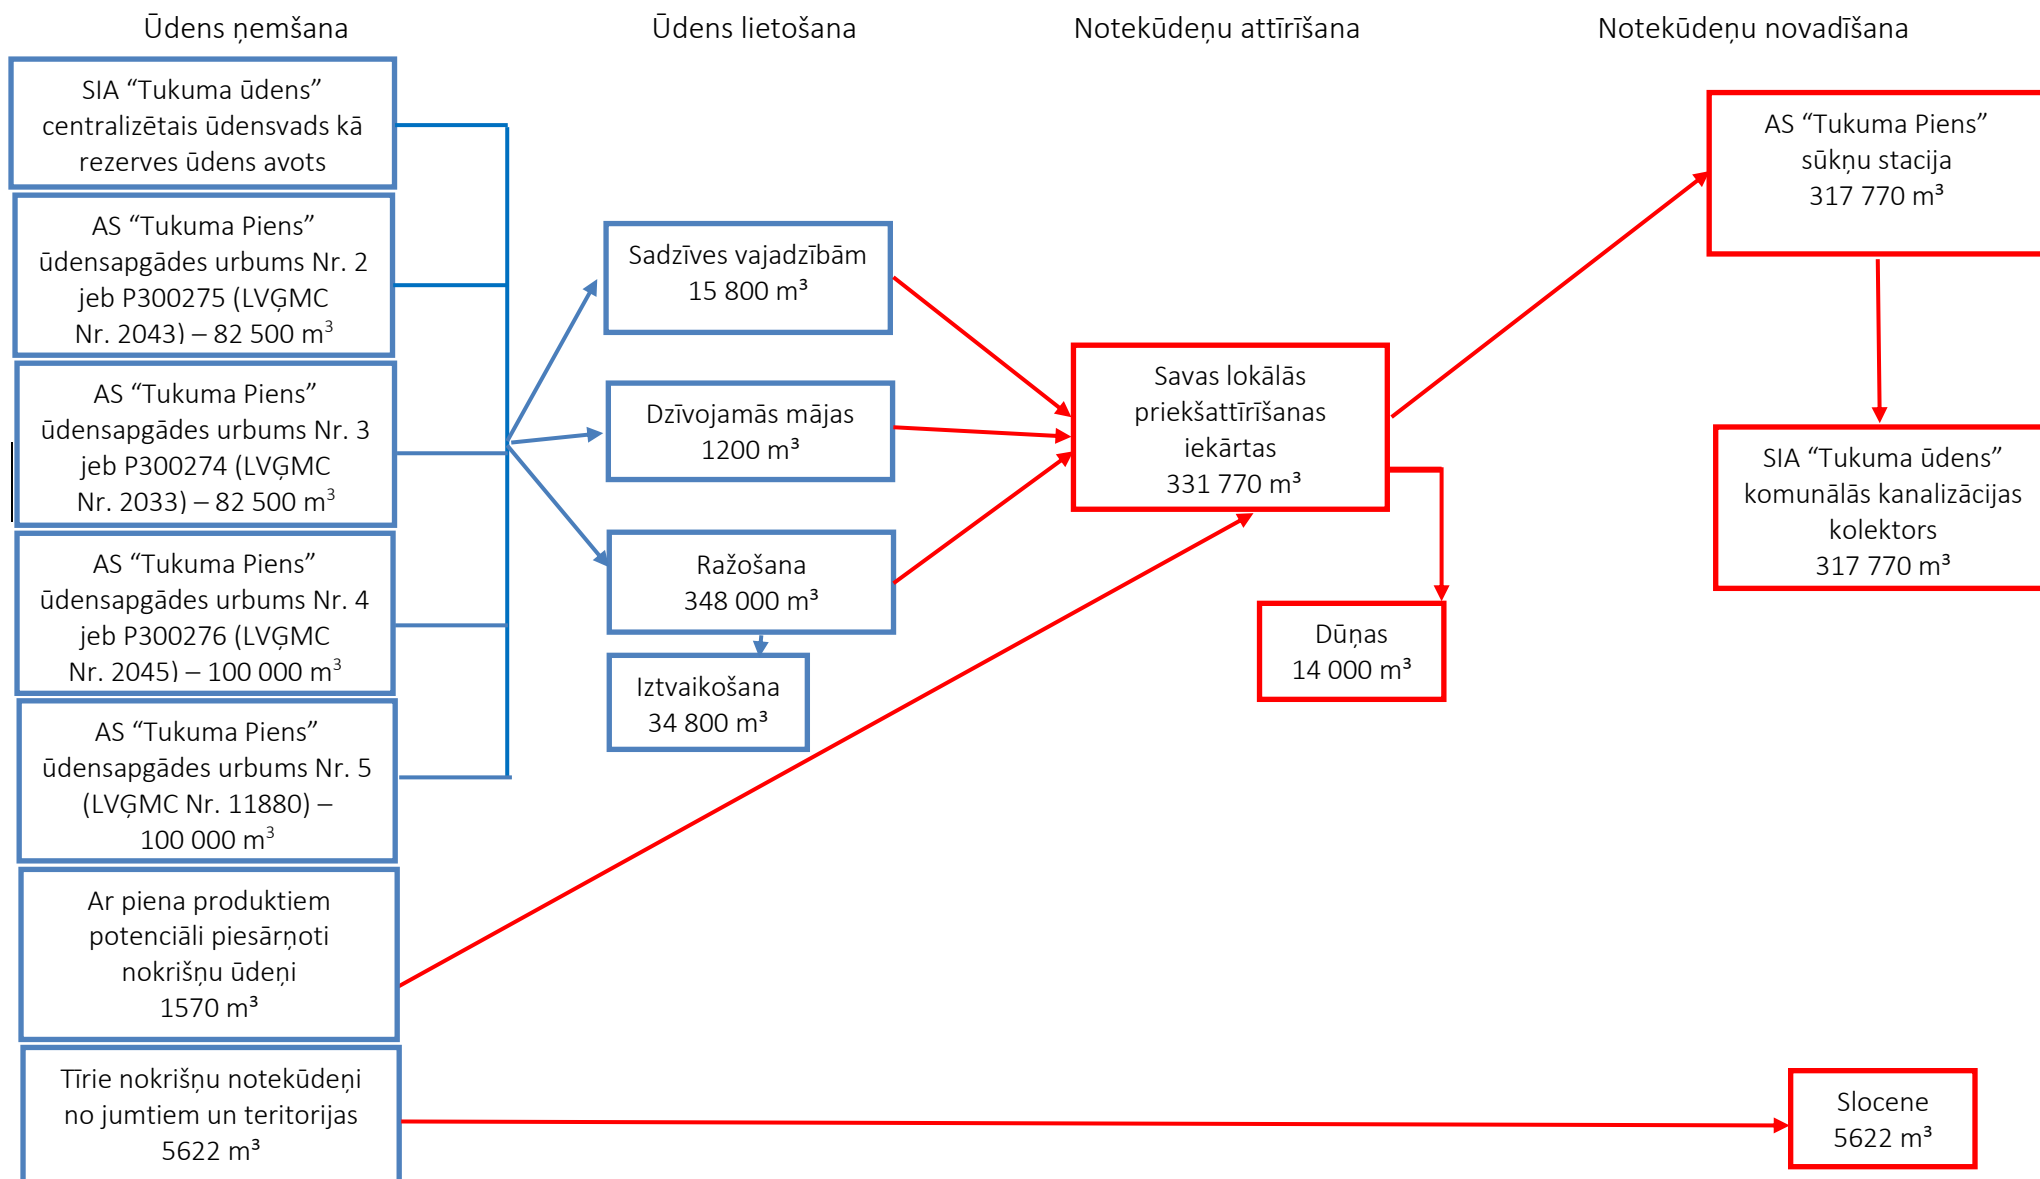 Ūdens ņemšana
Ūdens lietošana
Notekūdeņu attīrīšana
Notekūdeņu novadīšana
SIA “Tukuma ūdens”
centralizētais ūdensvads kā
rezerves ūdens avots
AS “Tukuma Piens”
ūdensapgādes urbums Nr. 2
jeb P300275 (LVĢMC
Nr. 2043) – 82 500 m³
AS “Tukuma Piens”
ūdensapgādes urbums Nr. 3
jeb P300274 (LVĢMC
Nr. 2033) – 82 500 m³
AS “Tukuma Piens”
ūdensapgādes urbums Nr. 4
jeb P300276 (LVĢMC
Nr. 2045) – 100 000 m³
AS “Tukuma Piens”
ūdensapgādes urbums Nr. 5
(LVĢMC Nr. 11880) –
100 000 m³
Ar piena produktiem
potenciāli piesārņoti
nokrišņu ūdeņi
1570 m³
Tīrie nokrišņu notekūdeņi
no jumtiem un teritorijas
5622 m³
Sadzīves vajadzībām
15 800 m³
Dzīvojamās mājas
1200 m³
Ražošana
348 000 m³
Iztvaikošana
34 800 m³
Savas lokālās
priekšattīrīšanas
iekārtas
331 770 m³
Dūņas
14 000 m³
AS “Tukuma Piens”
sūkņu stacija
317 770 m³
SIA “Tukuma ūdens”
komunālās kanalizācijas
kolektors
317 770 m³
Slocene
5622 m³